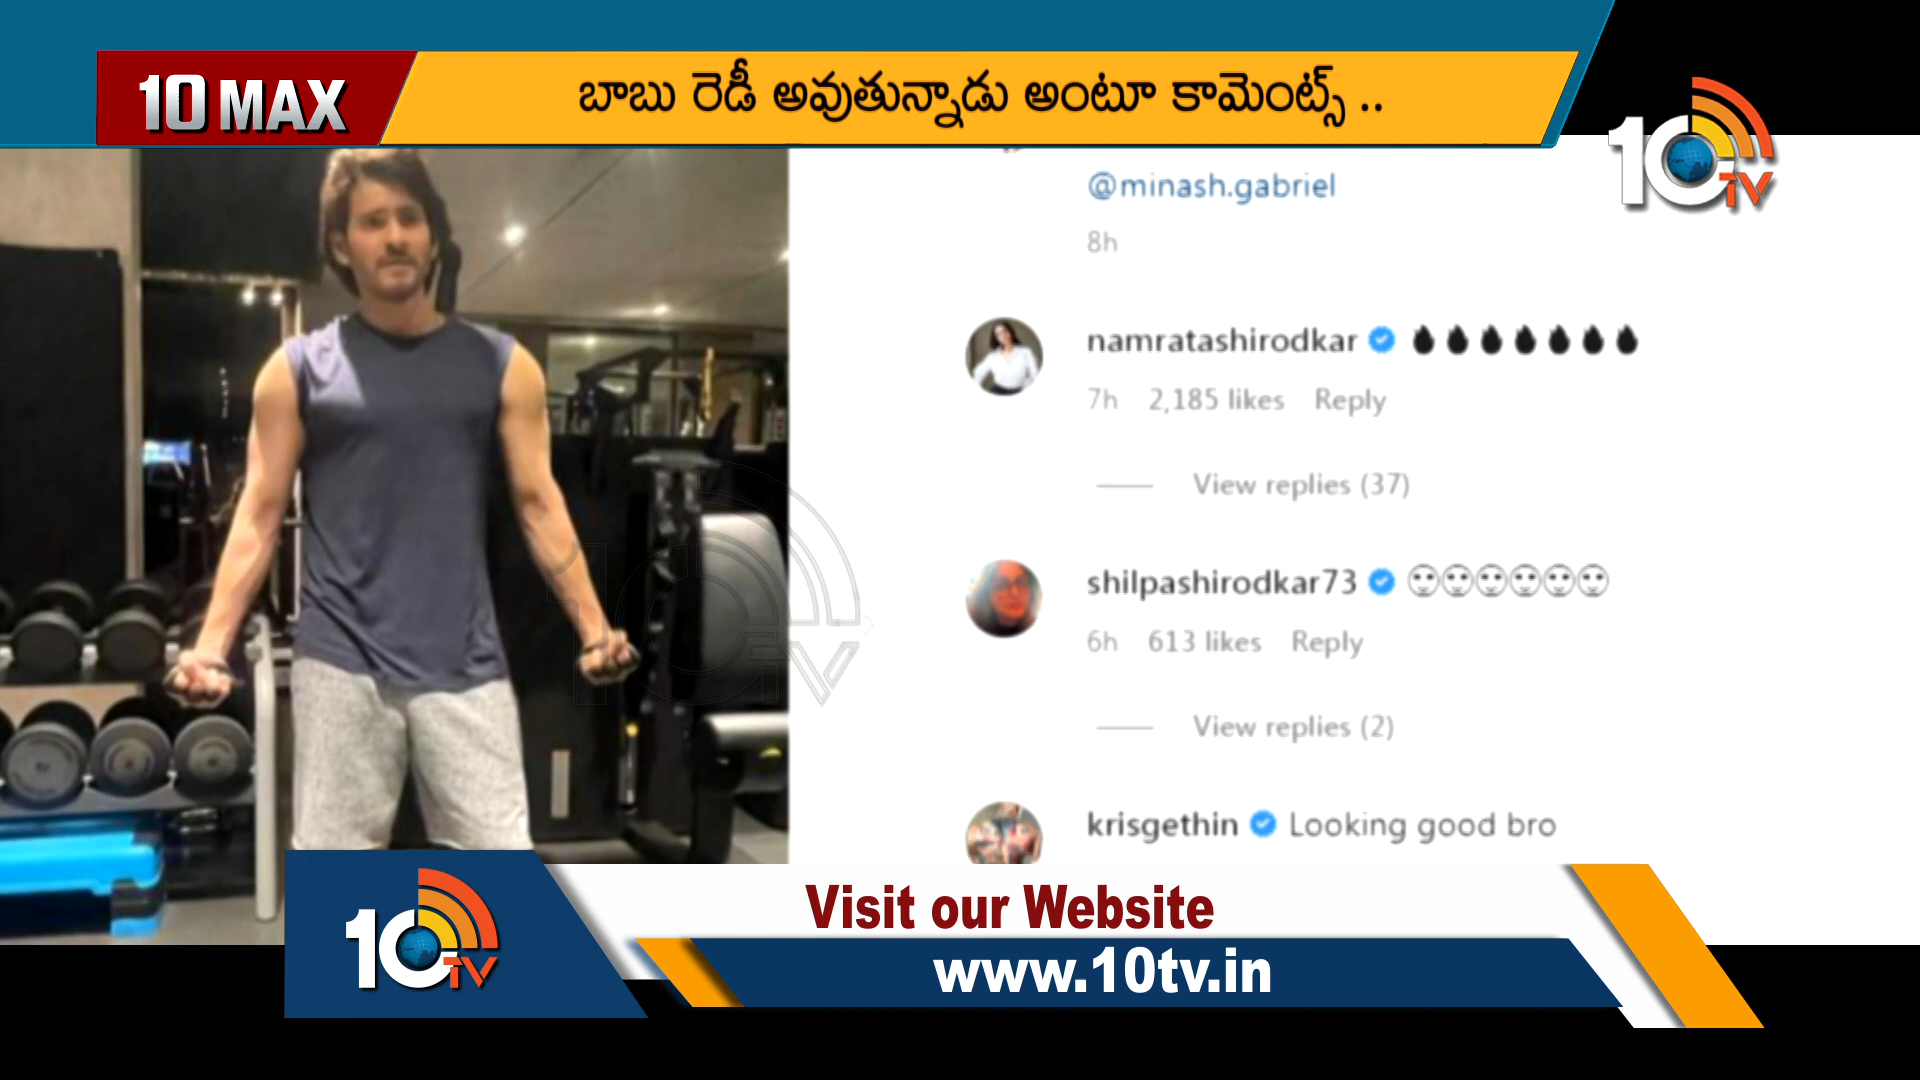 10 MAX
బాబు రెడీ అవుతున్నాడు అంటూ కామెంట్స్ ..
10TV
@minash.gabriel
8h
namratashirodkar
7h 2,185 likes Reply
View replies (37)
shilpashirodkar73
6h 613 likes Reply
View replies (2)
krisgethin Looking good bro
10TV
10TV
Visit our Website
www.10tv.in